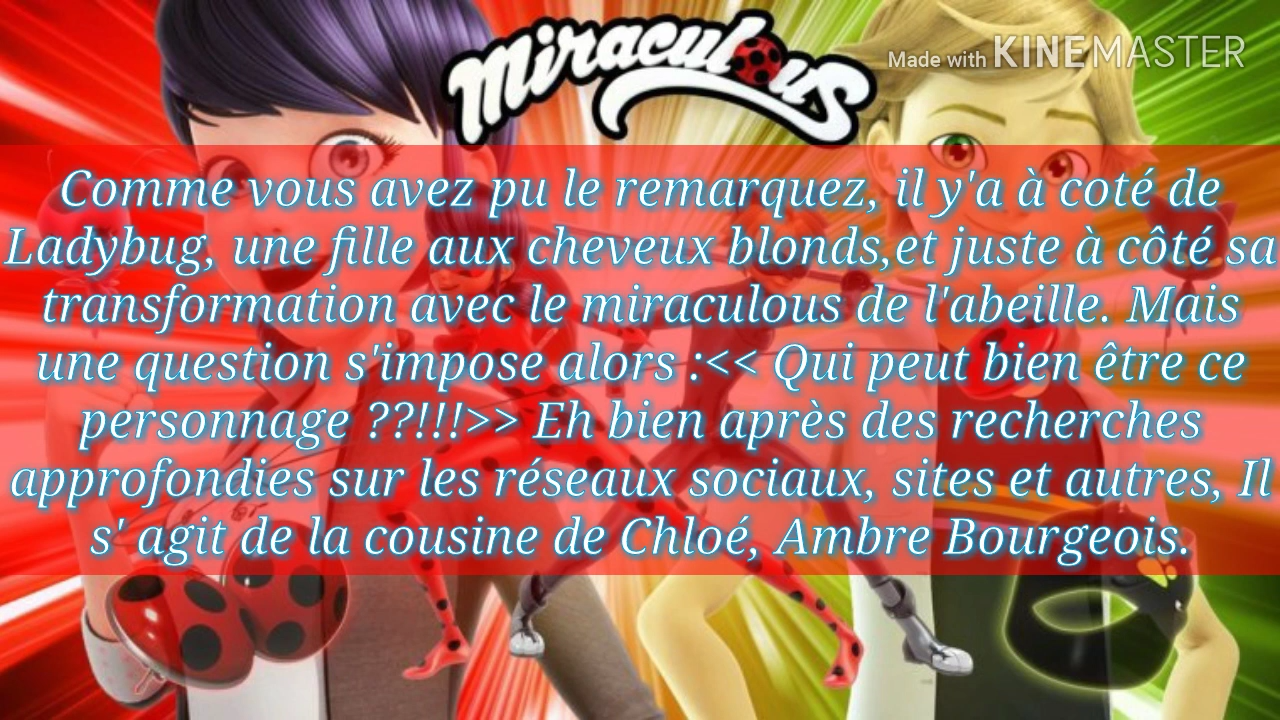 Miraculous
Made with KINEMASTER
Comme vous avez pu le remarquez, il y'a à coté de
Ladybug, une fille aux cheveux blonds,et juste à côté sa
transformation avec le miraculous de l'abeille. Mais
une question s'impose alors :<< Qui peut bien être ce
personnage ??!!!>> Eh bien après des recherches
approfondies sur les réseaux sociaux, sites et autres, Il
s' agit de la cousine de Chloé, Ambre Bourgeois.